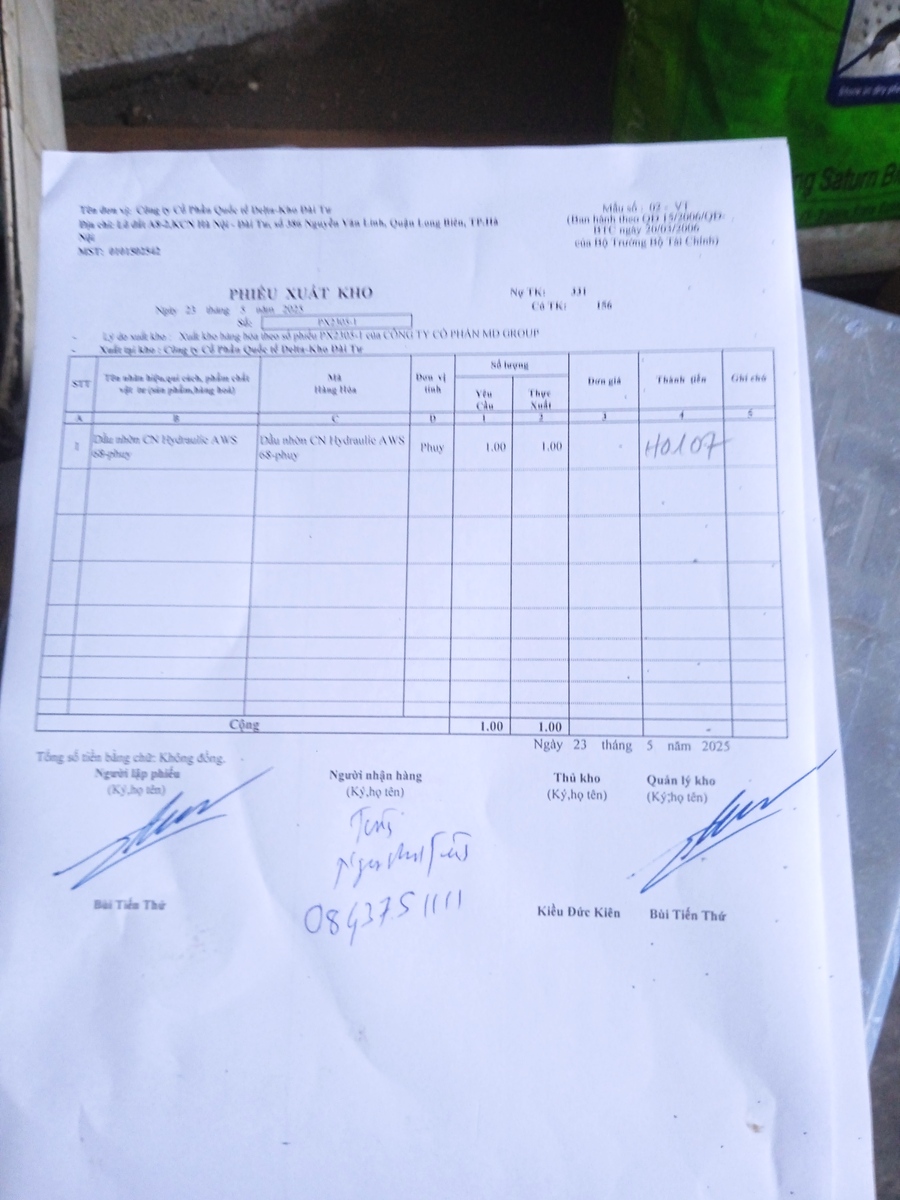 Tên đơn vị: Công ty Cổ Phần Quốc tế Delta-Kho Đài Tư
Địa chỉ: Lô đất A8-2,KCN Hà Nội - Đài Tư, số 386 Nguyễn Văn Linh, Quận Long Biên, TP.Hà Nội
MST: 0101502542
Mẫu số : 02 - VT
(Ban hành theo QĐ 15/2006/QĐ-
BTC ngày 20/03/2006
của Bộ Trưởng Bộ Tài Chính)
PHIẾU XUẤT KHO
Nợ TK: 331
Ngày 23 tháng 5 năm 2025
Có TK: 156
Số: PX2305-1
- Lý do xuất kho : Xuất kho hàng hóa theo số phiếu PX2305-1 của CÔNG TY CỔ PHẦN MD GROUP
- Xuất tại kho : Công ty Cổ Phần Quốc tế Delta-Kho Đài Tư
STT Tên nhãn hiệu,qui cách, phẩm chất vật tư (sản phẩm,hàng hoá) Mã Hàng Hóa Đơn vị tính Số lượng Yêu Cầu Thực Xuất Đơn giá Thành tiền Ghi chú
A B C D 1 2 3 4 5
1 Dầu nhờn CN Hydraulic AWS 68-phuy Dầu nhờn CN Hydraulic AWS 68-phuy Phuy 1.00 1.00 H0107
Cộng 1.00 1.00
Ngày 23 tháng 5 năm 2025
Tổng số tiền bằng chữ: Không đồng.
Người lập phiếu Người nhận hàng Thủ kho Quản lý kho
(Ký,họ tên) (Ký,họ tên) (Ký,họ tên) (Ký,họ tên)
0843751111
Bùi Tiến Thứ Kiều Đức Kiên Bùi Tiến Thứ
ng Saturn B